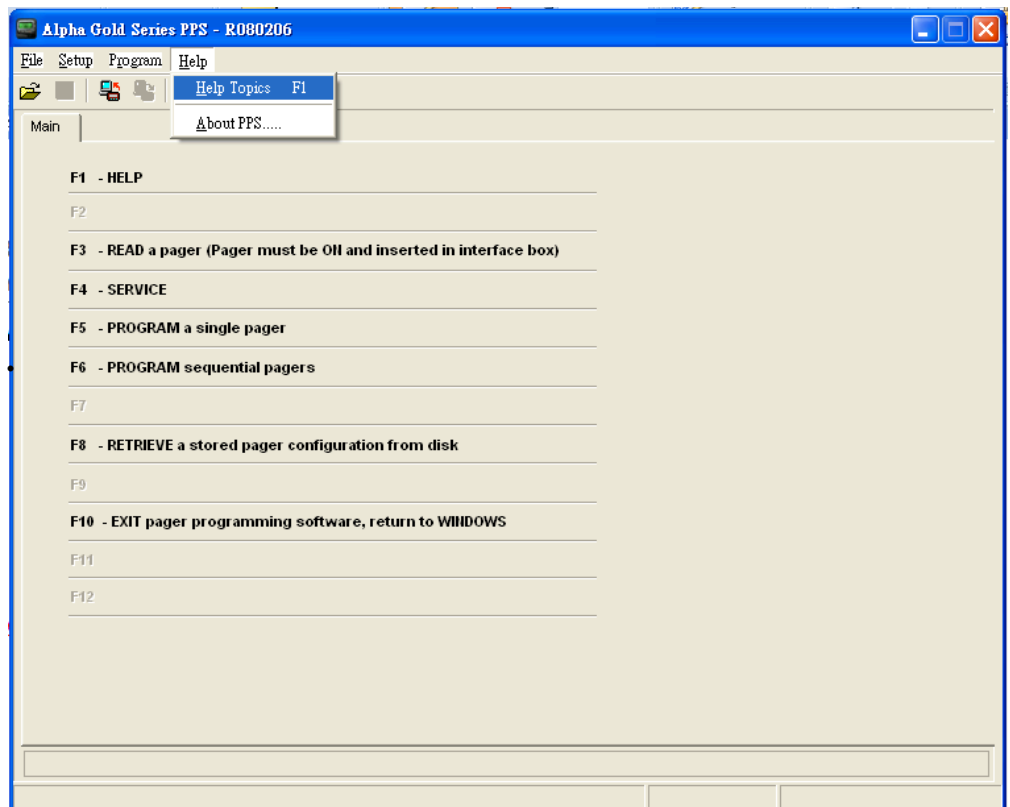 Alpha Gold Series PPS - R080206
File Setup Program Help
Help Topics F1
About PPS.....
Main
F1 - HELP
F2
F3 - READ a pager (Pager must be ON and inserted in interface box)
F4 - SERVICE
F5 - PROGRAM a single pager
F6 - PROGRAM sequential pagers
F7
F8 - RETRIEVE a stored pager configuration from disk
F9
F10 - EXIT pager programming software, return to WINDOWS
F11
F12